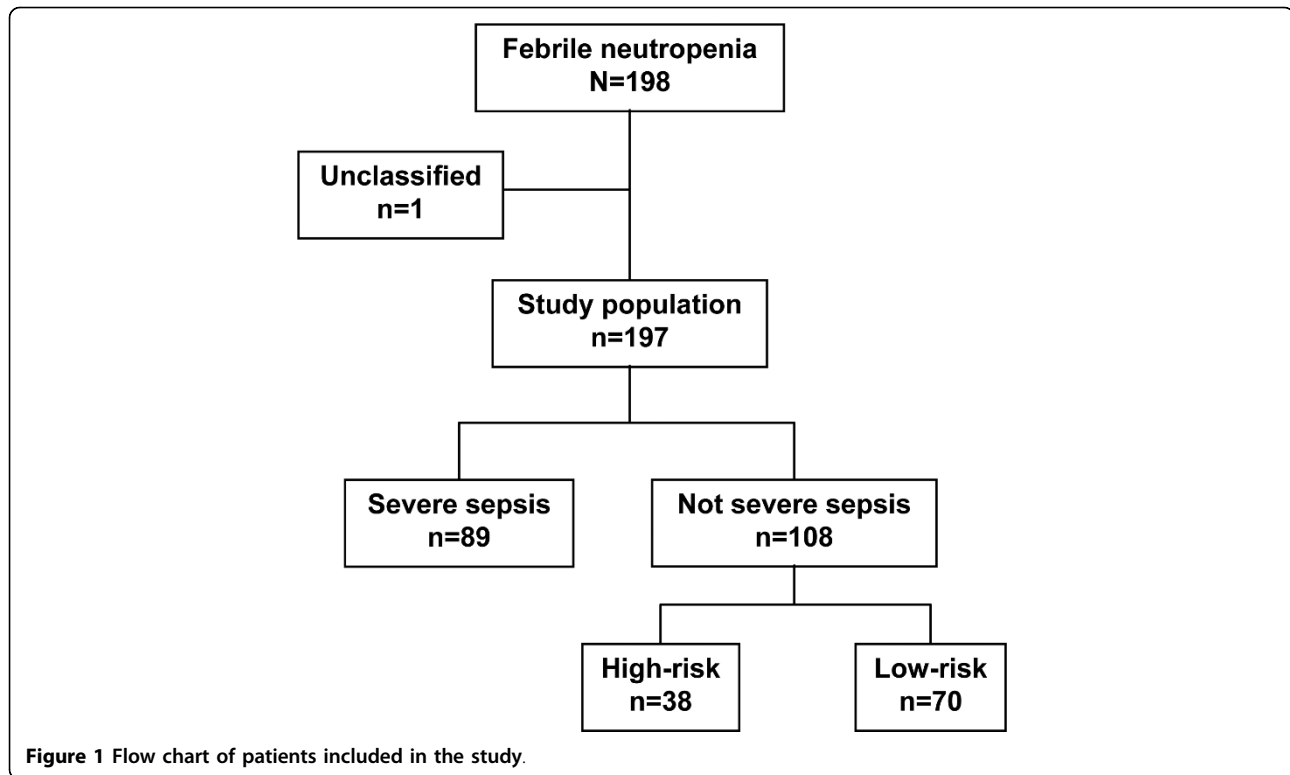 Febrile neutropenia
N=198
Unclassified
n=1
Study population
n=197
Severe sepsis
n=89
Not severe sepsis
n=108
High-risk
n=38
Low-risk
n=70
Figure 1 Flow chart of patients included in the study.